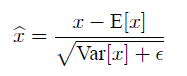 x̂ = (x − E[x]) / √(Var[x] + ϵ)